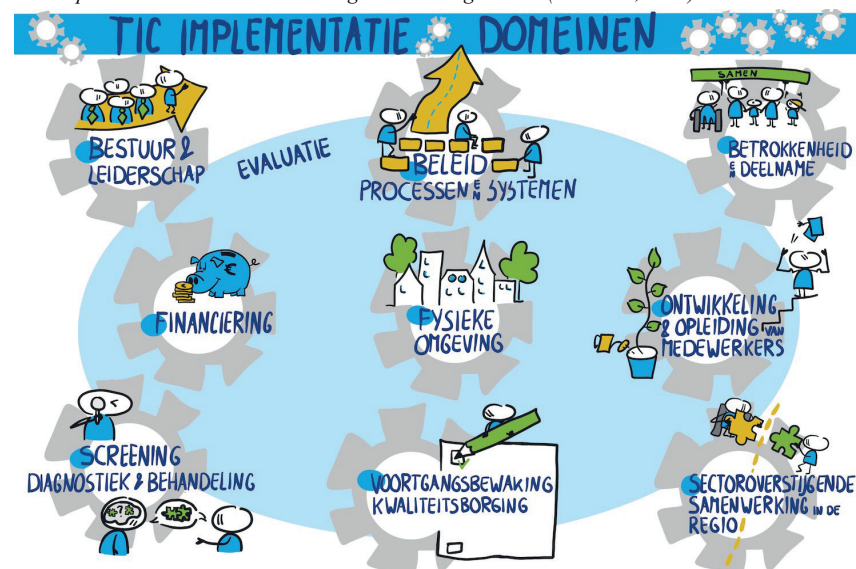 TIC IMPLEMENTATIE DOMEINEN
BESTUUR &
LEIDERSCHAP
EVALUATIE
BELEID
PROCESSEN EN SYSTEMEN
SAMEN
BETROKKENHEID
EN DEELNAME
FINANCIERING
FYSIEKE
OMGEVING
ONTWIKKELING
& OPLEIDING VAN
MEDEWERKERS
SCREENING
DIAGNOSTIEK & BEHANDELING
*?*
VOORTGANGSBEWAKING
KWALITEITSBORGING
SECTOROVERSTIJGENDE
SAMENWERKING IN DE
REGIO